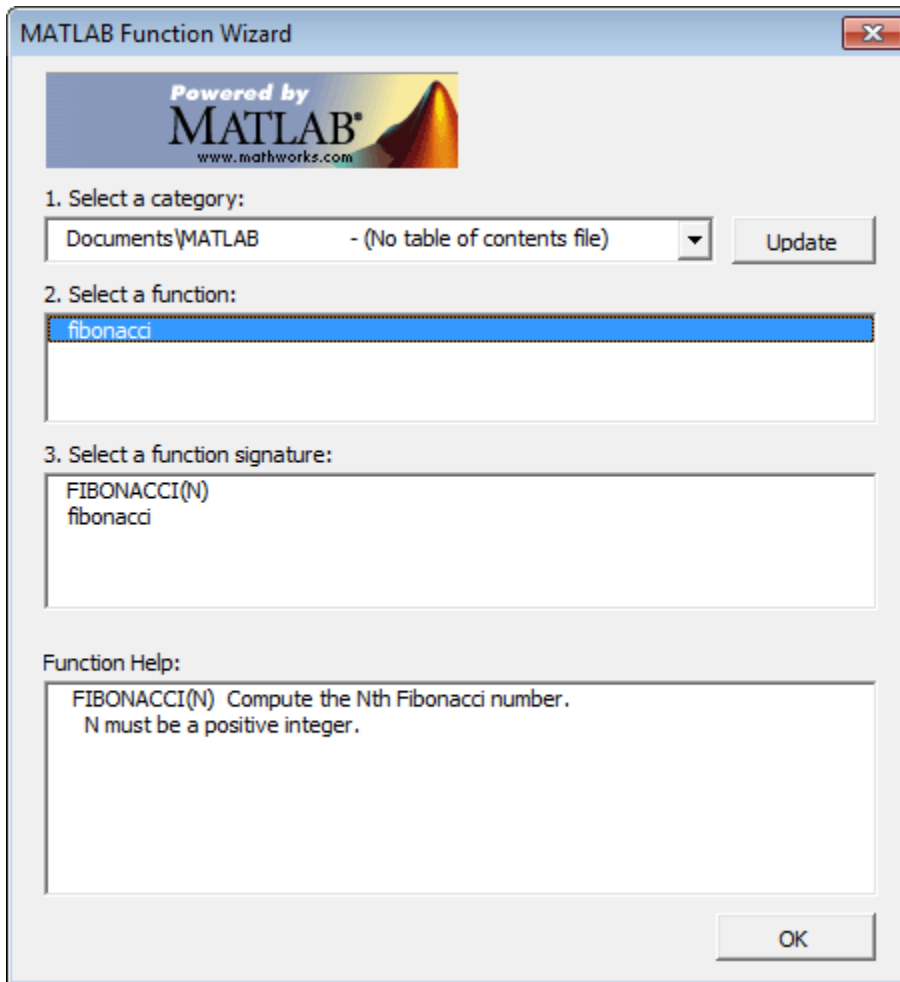 MATLAB Function Wizard
Powered by
MATLAB®
www.mathworks.com
1. Select a category:
Documents\MATLAB - (No table of contents file)
Update
2. Select a function:
fibonacci
3. Select a function signature:
FIBONACCI(N)
fibonacci
Function Help:
FIBONACCI(N) Compute the Nth Fibonacci number.
N must be a positive integer.
OK